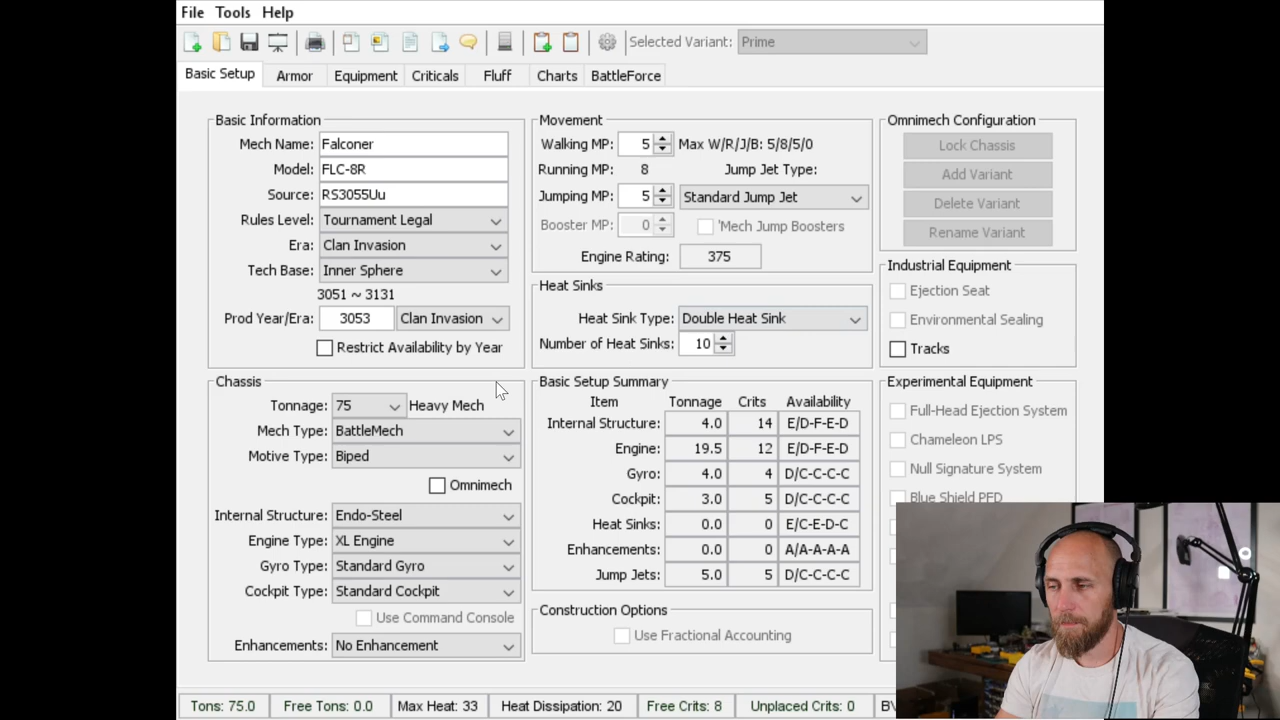 File Tools Help
Selected Variant: Prime
Basic Setup Armor Equipment Criticals Fluff Charts BattleForce
Basic Information
Mech Name: Falconer
Model: FLC-8R
Source: RS3055Uu
Rules Level: Tournament Legal
Era: Clan Invasion
Tech Base: Inner Sphere
3051 ~ 3131
Prod Year/Era: 3053 Clan Invasion
Restrict Availability by Year
Chassis
Tonnage: 75 Heavy Mech
Mech Type: BattleMech
Motive Type: Biped
Omnimech
Internal Structure: Endo-Steel
Engine Type: XL Engine
Gyro Type: Standard Gyro
Cockpit Type: Standard Cockpit
Use Command Console
Enhancements: No Enhancement
Movement
Walking MP: 5 Max W/R/J/B: 5/8/5/0
Running MP: 8 Jump Jet Type:
Jumping MP: 5 Standard Jump Jet
Booster MP: 0 'Mech Jump Boosters
Engine Rating: 375
Heat Sinks
Heat Sink Type: Double Heat Sink
Number of Heat Sinks: 10
Basic Setup Summary
Item Tonnage Crits Availability
Internal Structure: 4.0 14 E/D-F-E-D
Engine: 19.5 12 E/D-F-E-D
Gyro: 4.0 4 D/C-C-C-C
Cockpit: 3.0 5 D/C-C-C-C
Heat Sinks: 0.0 0 E/C-E-D-C
Enhancements: 0.0 0 A/A-A-A-A
Jump Jets: 5.0 5 D/C-C-C-C
Construction Options
Use Fractional Accounting
Omnimech Configuration
Lock Chassis
Add Variant
Delete Variant
Rename Variant
Industrial Equipment
Ejection Seat
Environmental Sealing
Tracks
Experimental Equipment
Full-Head Ejection System
Chameleon LPS
Null Signature System
Blue Shield PFD
Tons: 75.0 Free Tons: 0.0 Max Heat: 33 Heat Dissipation: 20 Free Crits: 8 Unplaced Crits: 0